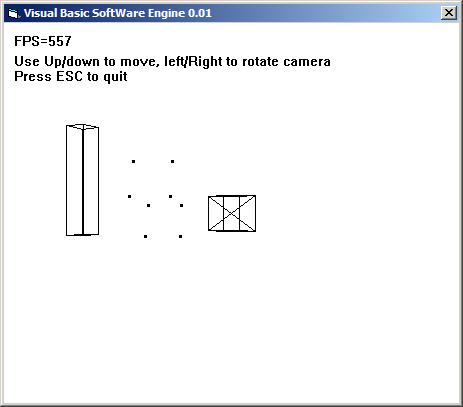 Visual Basic SoftWare Engine 0.01
FPS=557
Use Up/down to move, left/Right to rotate camera
Press ESC to quit